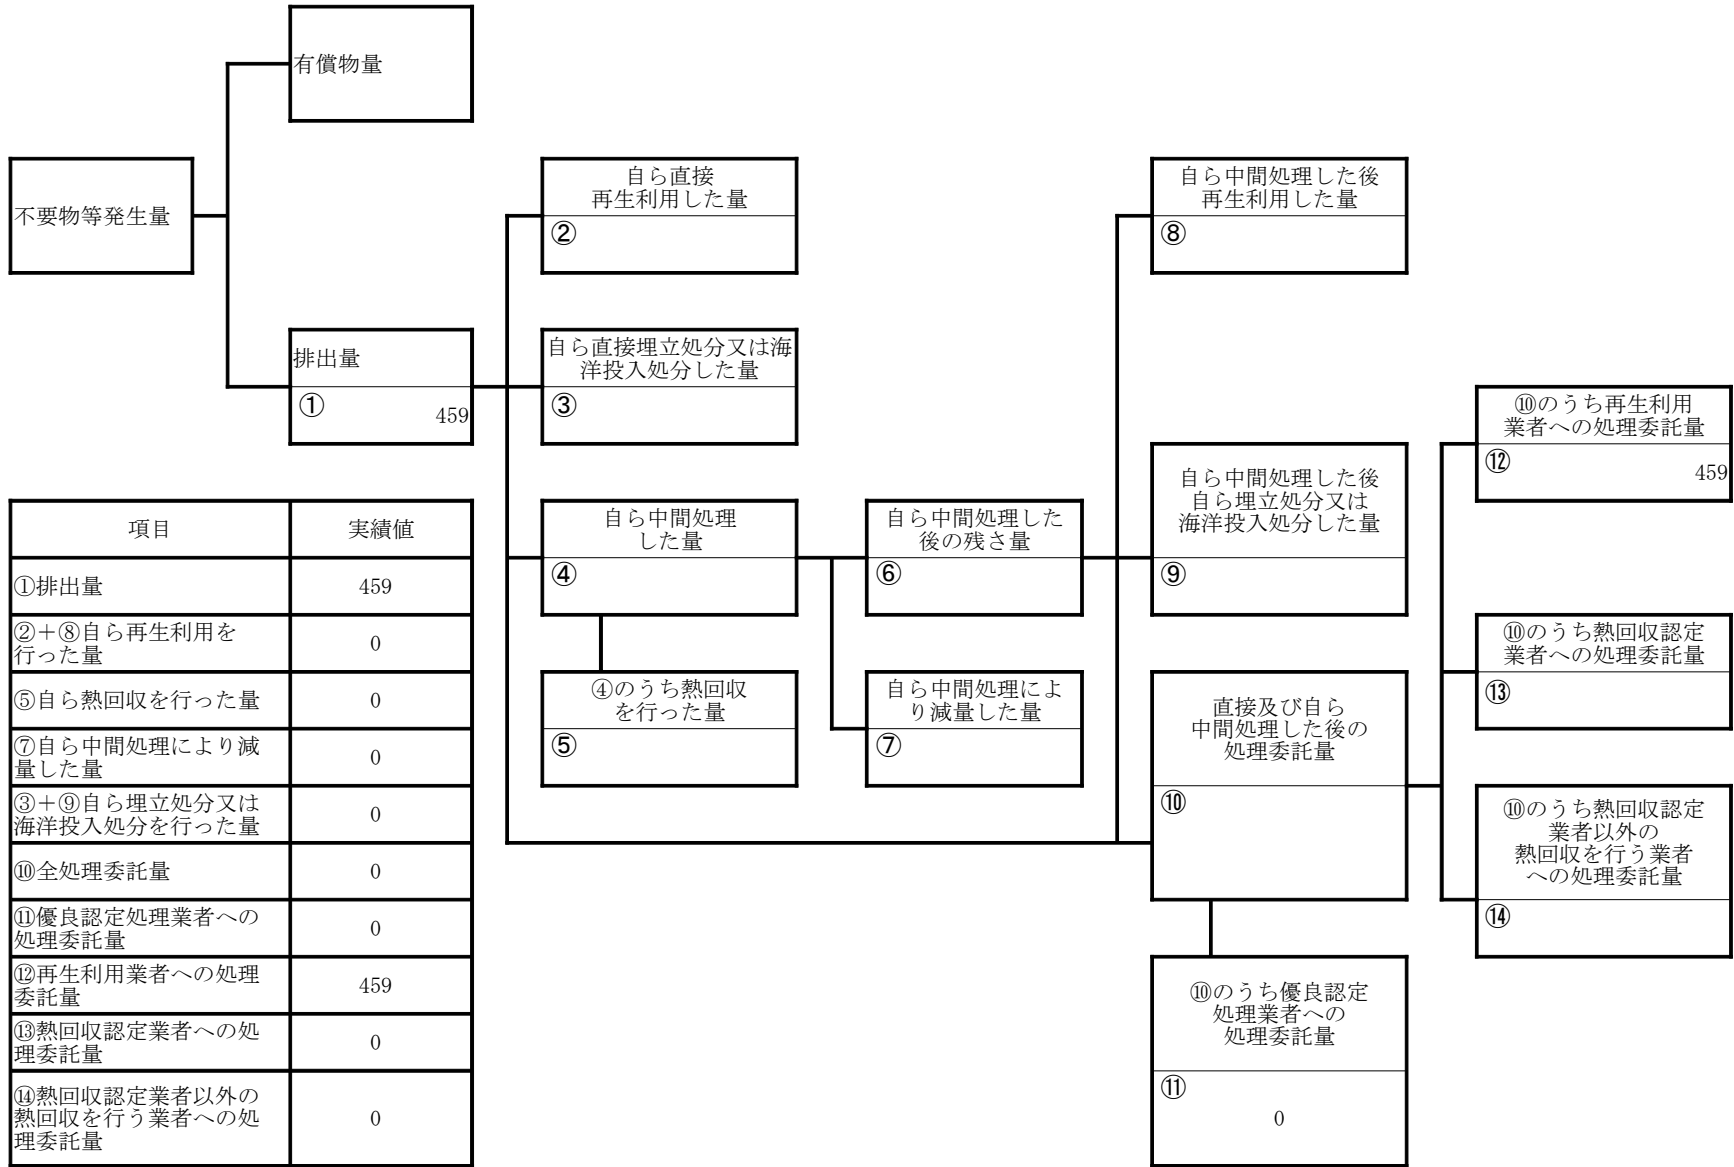 有償物量
不要物等発生量
自ら直接
再生利用した量
②
自ら中間処理した後
再生利用した量
⑧
排出量
①
459
自ら直接埋立処分又は海
洋投入処分した量
③
⑩のうち再生利用
業者への処理委託量
⑫
459
自ら中間処理
した量
④
自ら中間処理した
後の残さ量
⑥
自ら中間処理した後
自ら埋立処分又は
海洋投入処分した量
⑨
⑩のうち熱回収認定
業者への処理委託量
⑬
④のうち熱回収
を行った量
⑤
自ら中間処理によ
り減量した量
⑦
直接及び自ら
中間処理した後の
処理委託量
⑩
⑩のうち熱回収認定
業者以外の
熱回収を行う業者
への処理委託量
⑭
⑩のうち優良認定
処理業者への
処理委託量
⑪
0
項目 実績値
①排出量 459
②＋⑧自ら再生利用を
行った量 0
⑤自ら熱回収を行った量 0
⑦自ら中間処理により減
量した量 0
③＋⑨自ら埋立処分又は
海洋投入処分を行った量 0
⑩全処理委託量 0
⑪優良認定処理業者への
処理委託量 0
⑫再生利用業者への処理
委託量 459
⑬熱回収認定業者への処
理委託量 0
⑭熱回収認定業者以外の
熱回収を行う業者への処
理委託量 0